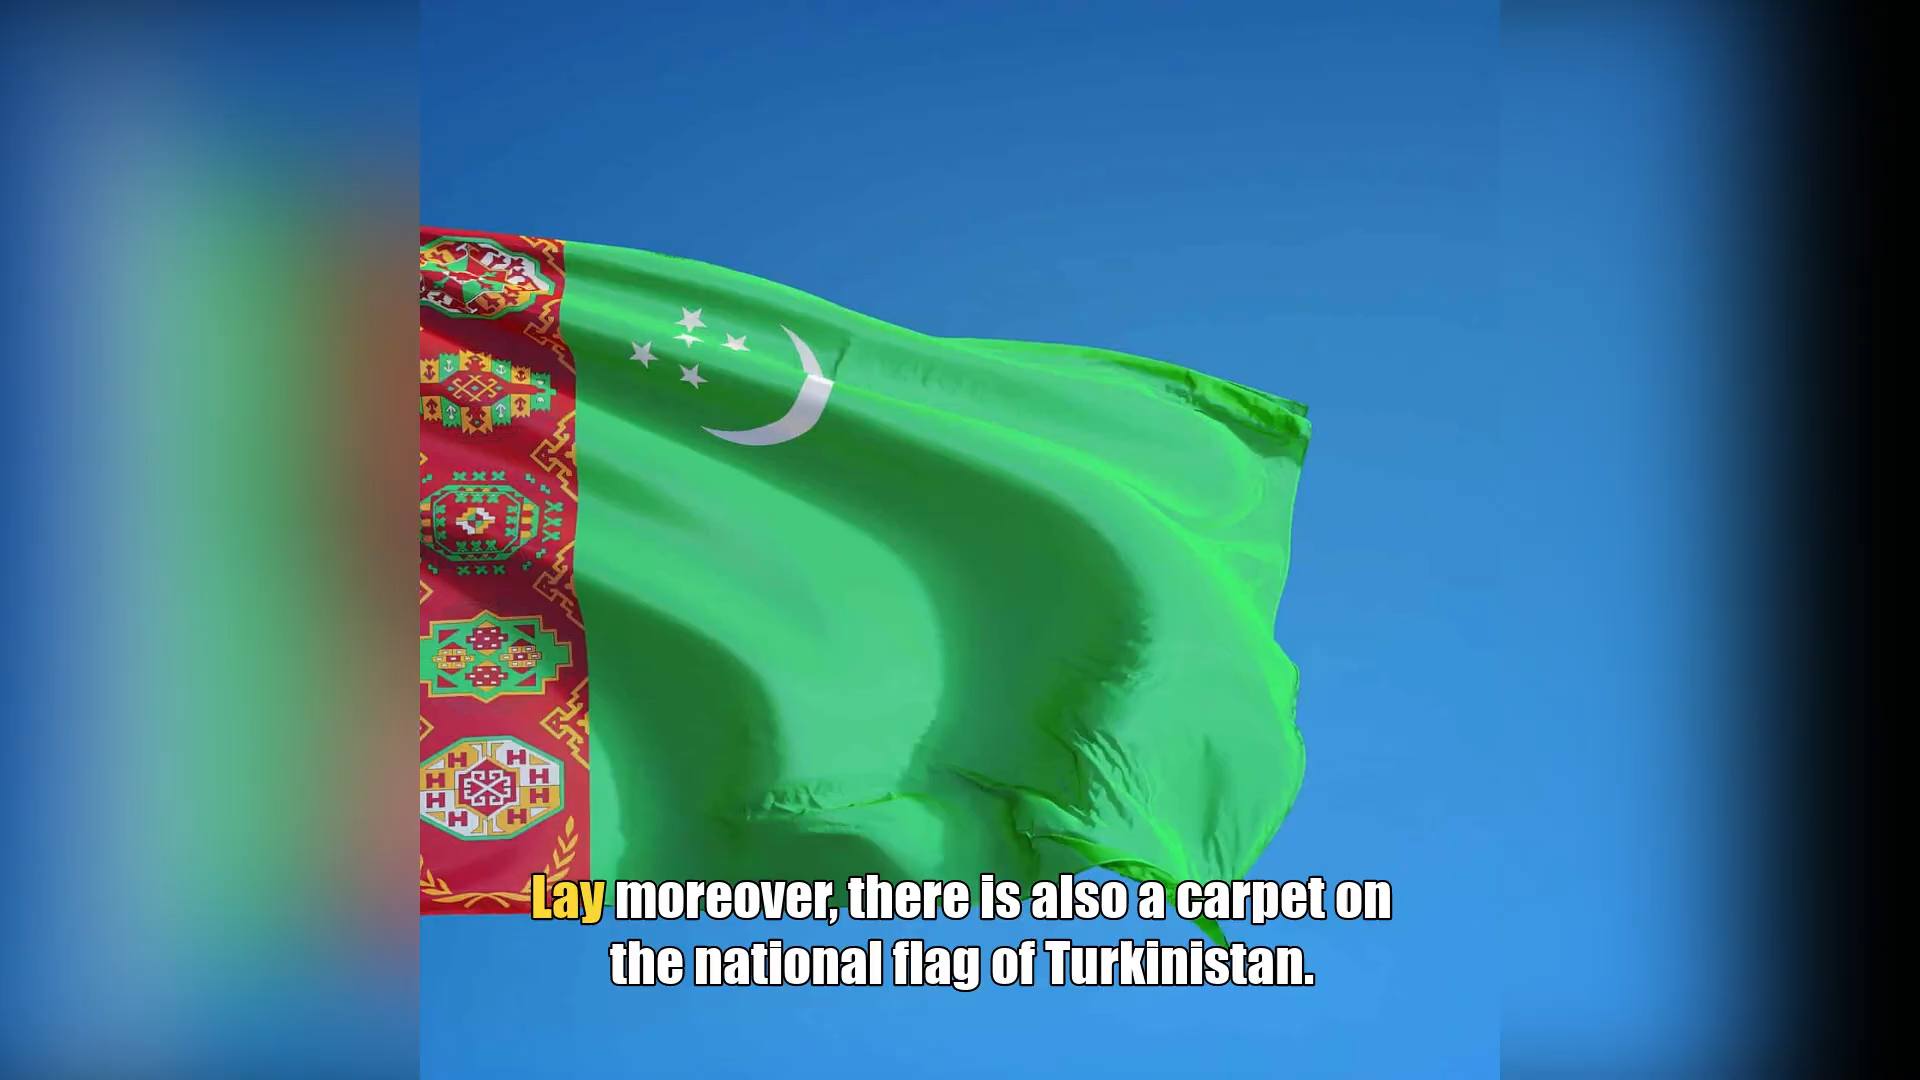 Lay moreover, there is also a carpet on
the national flag of Turkinistan.